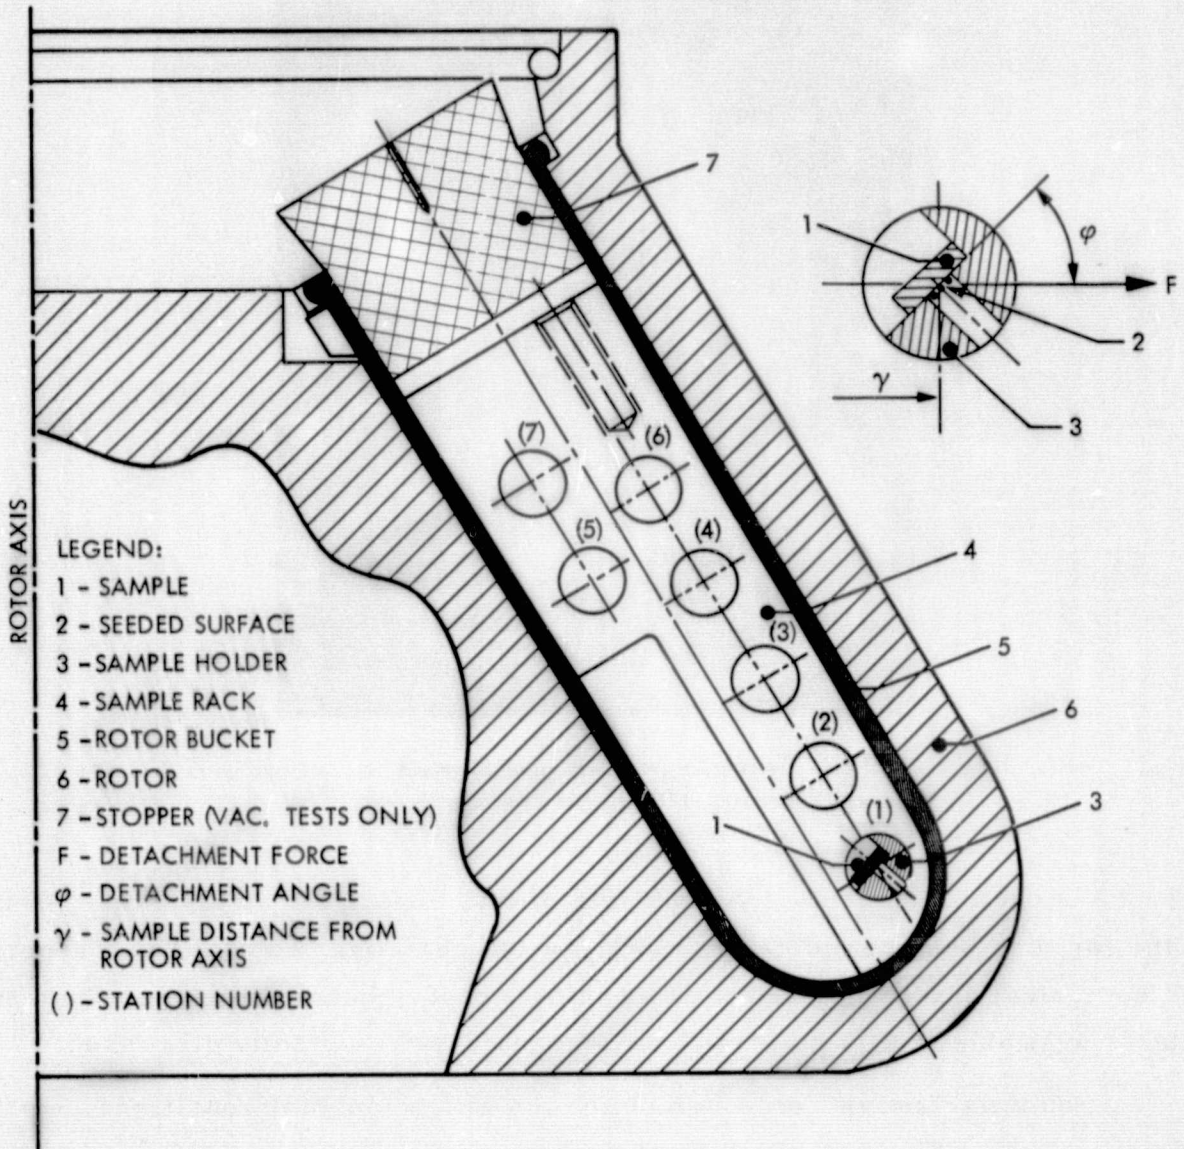 7
1
φ
F
2
γ
3
(7)
(6)
(5)
(4)
4
(3)
5
(2)
6
1
(1)
3
ROTOR AXIS
LEGEND:
1 - SAMPLE
2 - SEEDED SURFACE
3 - SAMPLE HOLDER
4 - SAMPLE RACK
5 - ROTOR BUCKET
6 - ROTOR
7 - STOPPER (VAC. TESTS ONLY)
F - DETACHMENT FORCE
φ - DETACHMENT ANGLE
γ - SAMPLE DISTANCE FROM
ROTOR AXIS
( ) - STATION NUMBER